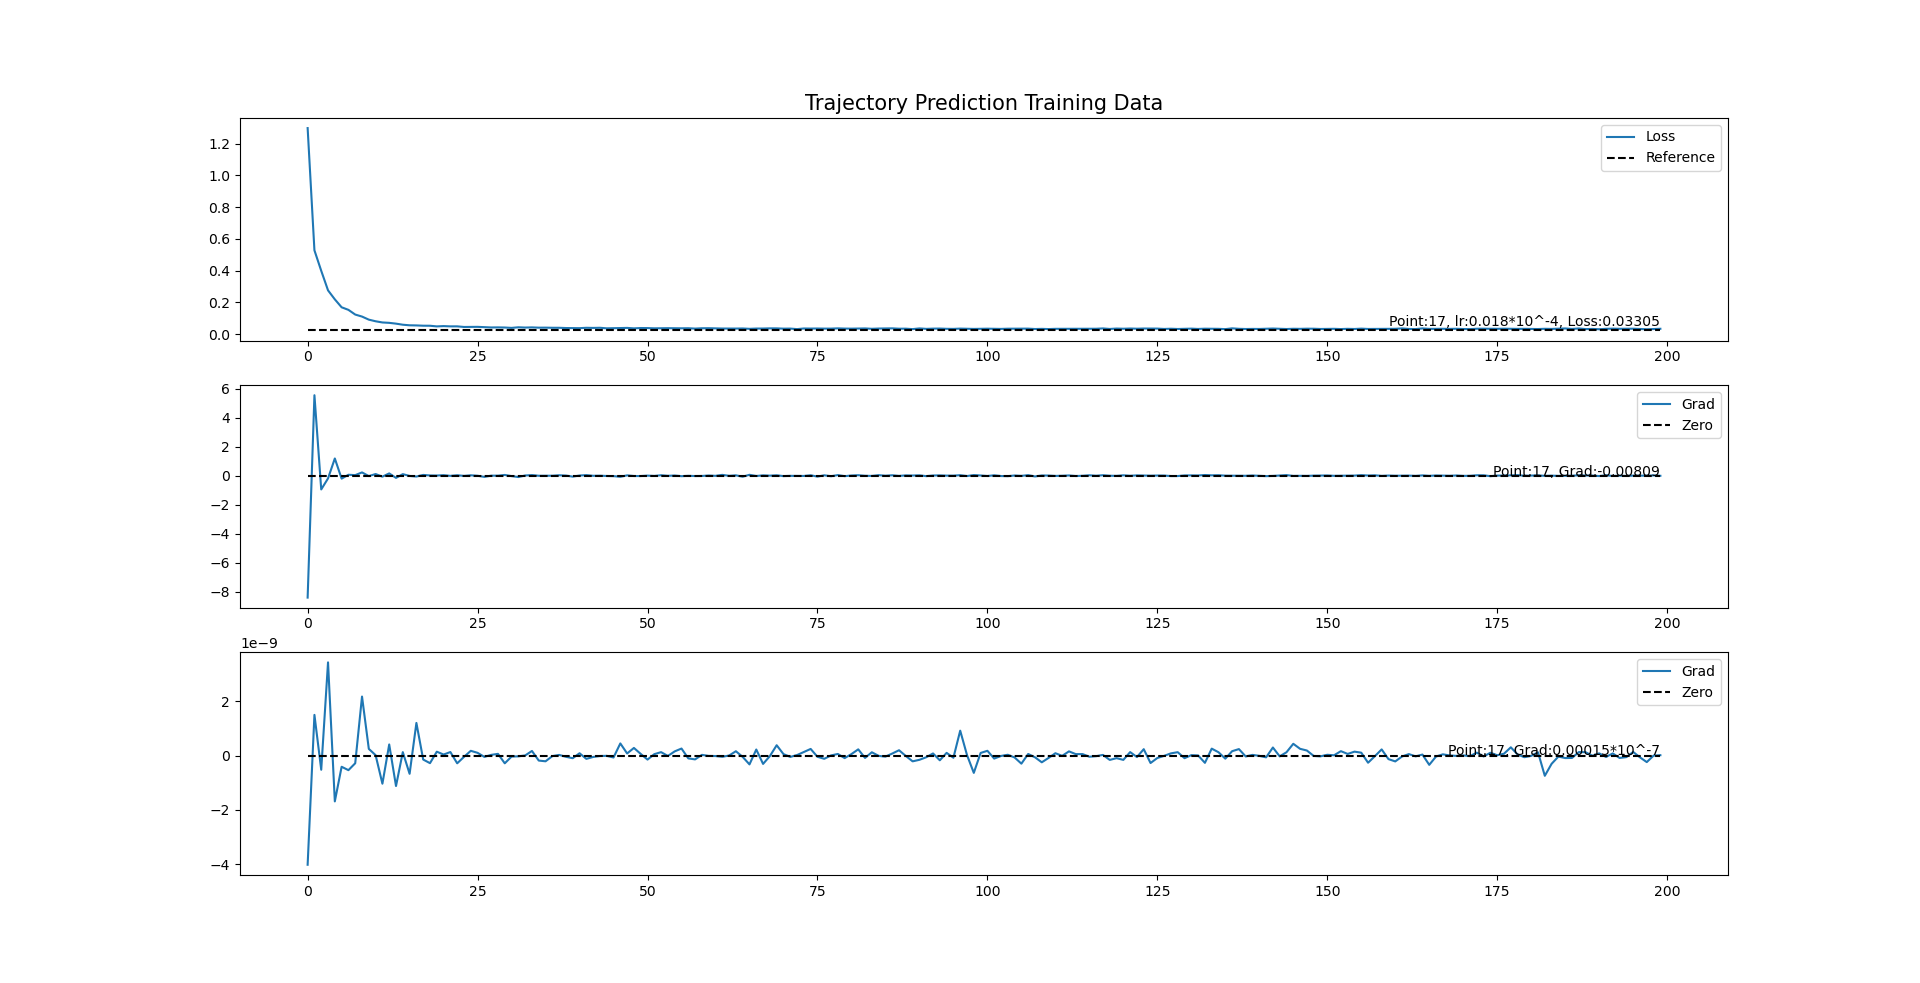 Trajectory Prediction Training Data
1.2
1.0
0.8
0.6
0.4
0.2
0.0
Loss
Reference
Point:17, lr:0.018*10^-4, Loss:0.03305
0 25 50 75 100 125 150 175 200
6
4
2
0
−2
−4
−6
−8
Grad
Zero
Point:17, Grad:-0.00809
0 25 50 75 100 125 150 175 200
1e−9
2
0
−2
−4
Grad
Zero
Point:17, Grad:0.00015*10^-7
0 25 50 75 100 125 150 175 200